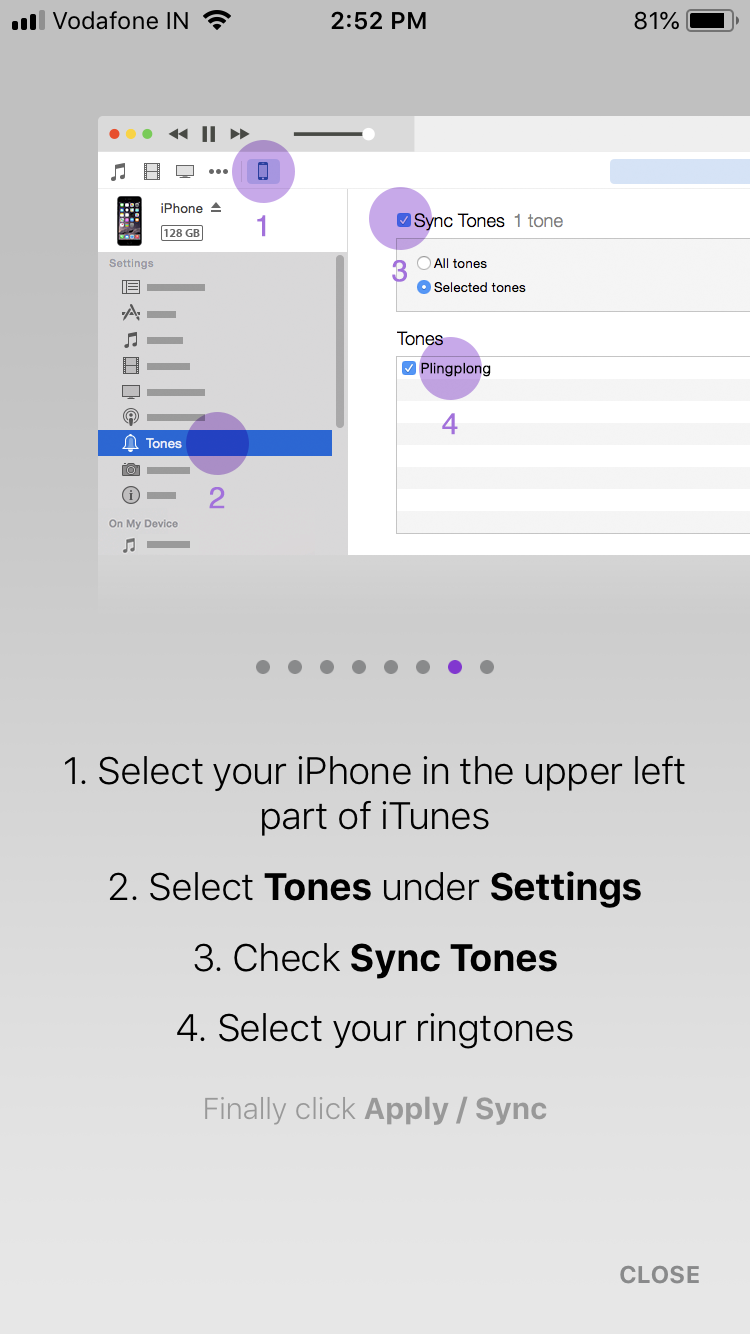 Vodafone IN 2:52 PM 81%
1
iPhone
128 GB
Sync Tones 1 tone
3
Settings
All tones
Selected tones
Tones
Plingplong
4
Tones
2
On My Device
1. Select your iPhone in the upper left
part of iTunes
2. Select Tones under Settings
3. Check Sync Tones
4. Select your ringtones
Finally click Apply / Sync
CLOSE